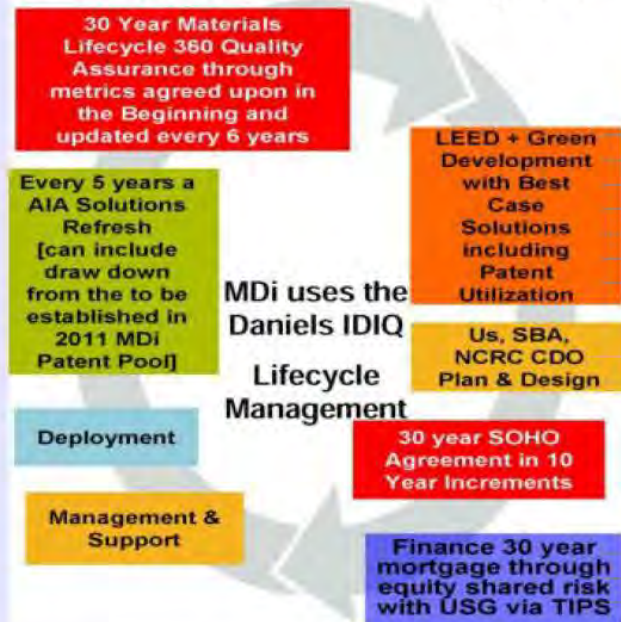 30 Year Materials
Lifecycle 360 Quality
Assurance through
metrics agreed upon in
the Beginning and
updated every 6 years
LEED + Green
Development
with Best
Case
Solutions
including
Patent
Utilization
Every 5 years a
AIA Solutions
Refresh
[can include
draw down
from the to be
established in
2011 MDi
Patent Pool]
MDi uses the
Daniels IDIQ
Lifecycle
Management
Us, SBA,
NCRC CDO
Plan & Design
Deployment
30 year SOHO
Agreement in 10
Year Increments
Management &
Support
Finance 30 year
mortgage through
equity shared risk
with USG via TIPS